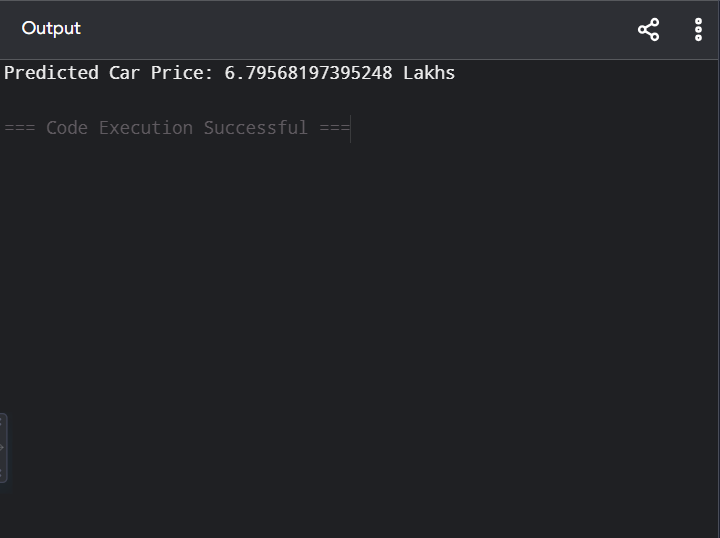 Output
Predicted Car Price: 6.79568197395248 Lakhs
=== Code Execution Successful ===